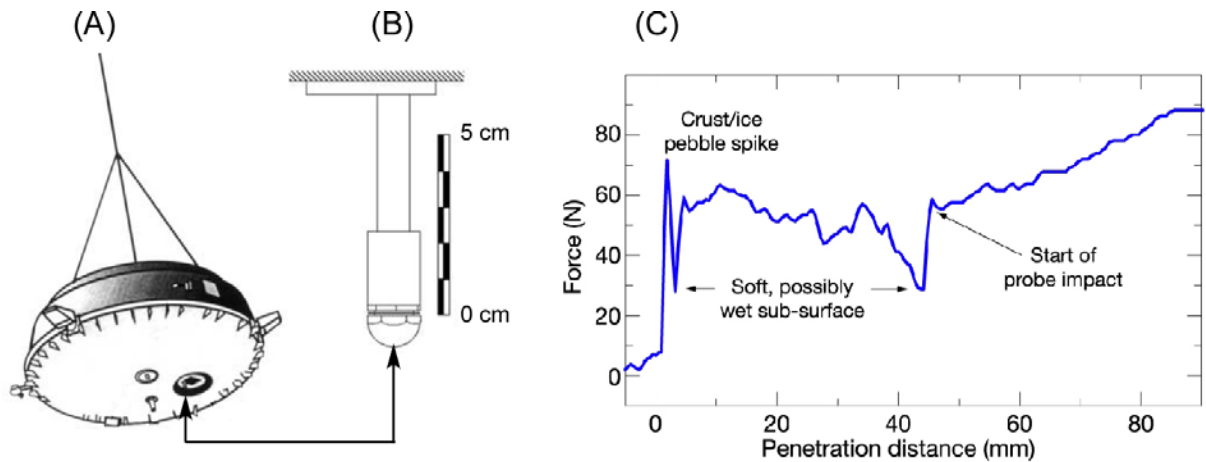 (A)
(B)
(C)
5 cm
0 cm
80
60
40
20
0
Force (N)
Crust/ice
pebble spike
Soft, possibly
wet sub-surface
Start of
probe impact
0 20 40 60 80
Penetration distance (mm)